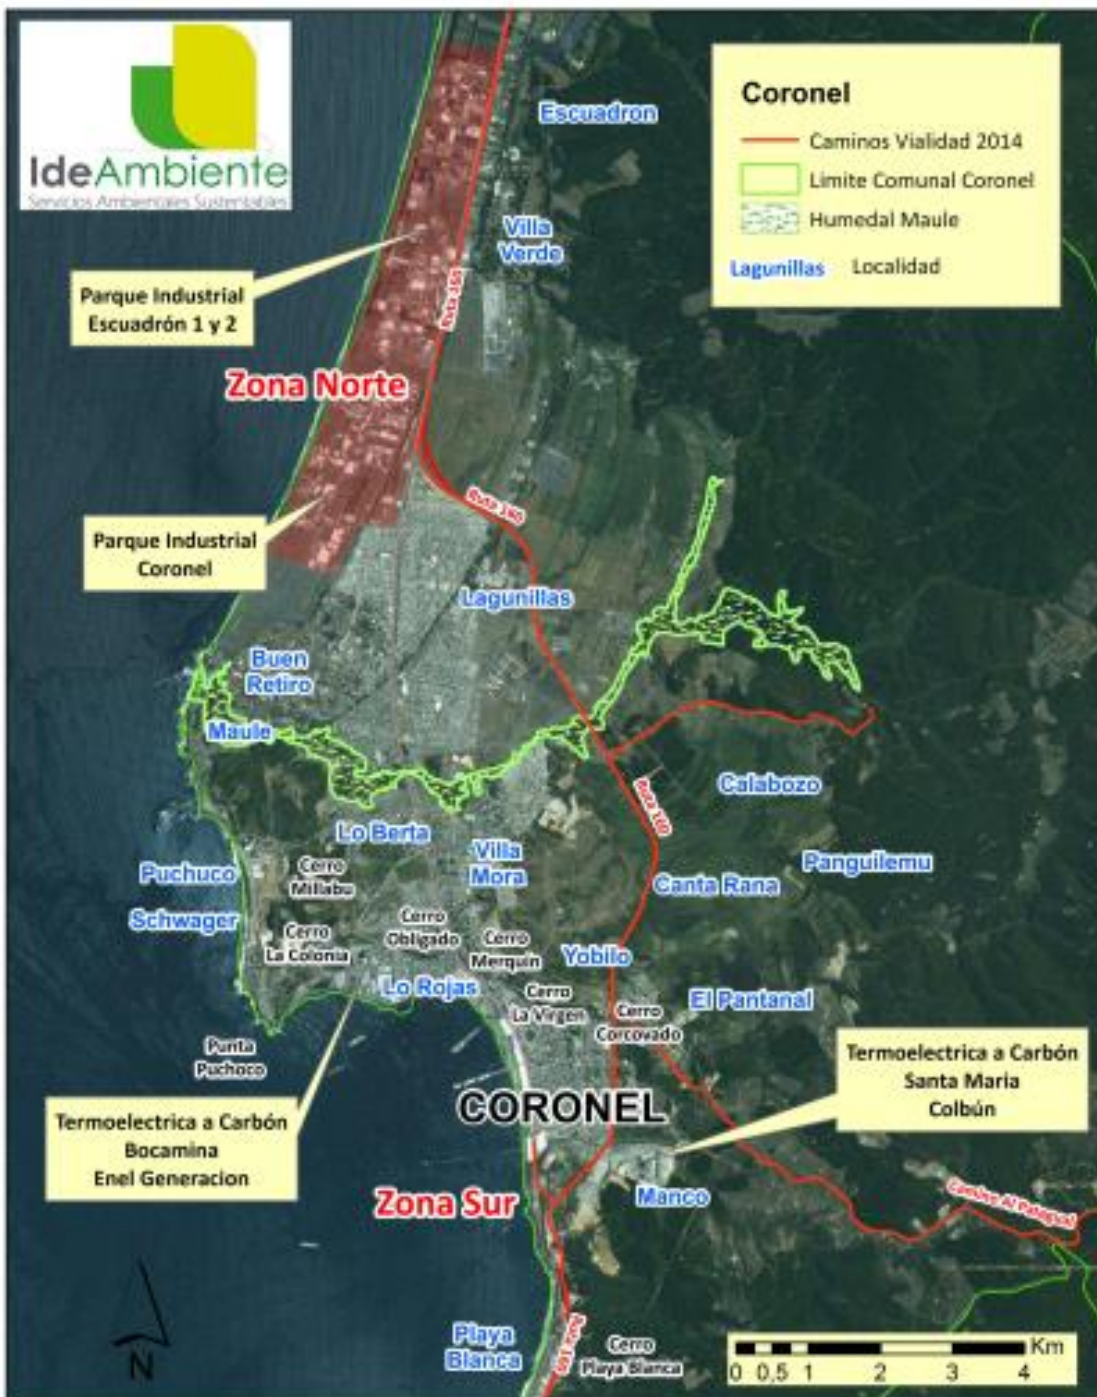 IdeAmbiente
Servicios Ambientales Sustentables
Coronel
Caminos Vialidad 2014
Limite Comunal Coronel
Humedal Maule
Lagunillas Localidad
Escuadron
Villa
Verde
Parque Industrial
Escuadrón 1 y 2
Zona Norte
Ruta 160
Parque Industrial
Coronel
Lagunillas
Buen
Retiro
Maule
Calabozo
Ruta 160
Lo Berta
Villa
Mora
Panguilemu
Puchuco
Cerro
Millabu
Canta Rana
Schwager
Cerro
La Colonia
Cerro
Obligado
Cerro
Merquin
Yobilo
Lo Rojas
Cerro
La Virgen
El Pantanal
Cerro
Corcovado
Punta
Puchoco
Termoelectrica a Carbón
Santa Maria
Colbún
CORONEL
Termoelectrica a Carbón
Bocamina
Enel Generacion
Zona Sur
Manco
Camino Al Patagual
Playa
Blanca
Cerro
Playa Blanca
N
Km
0 0,5 1 2 3 4